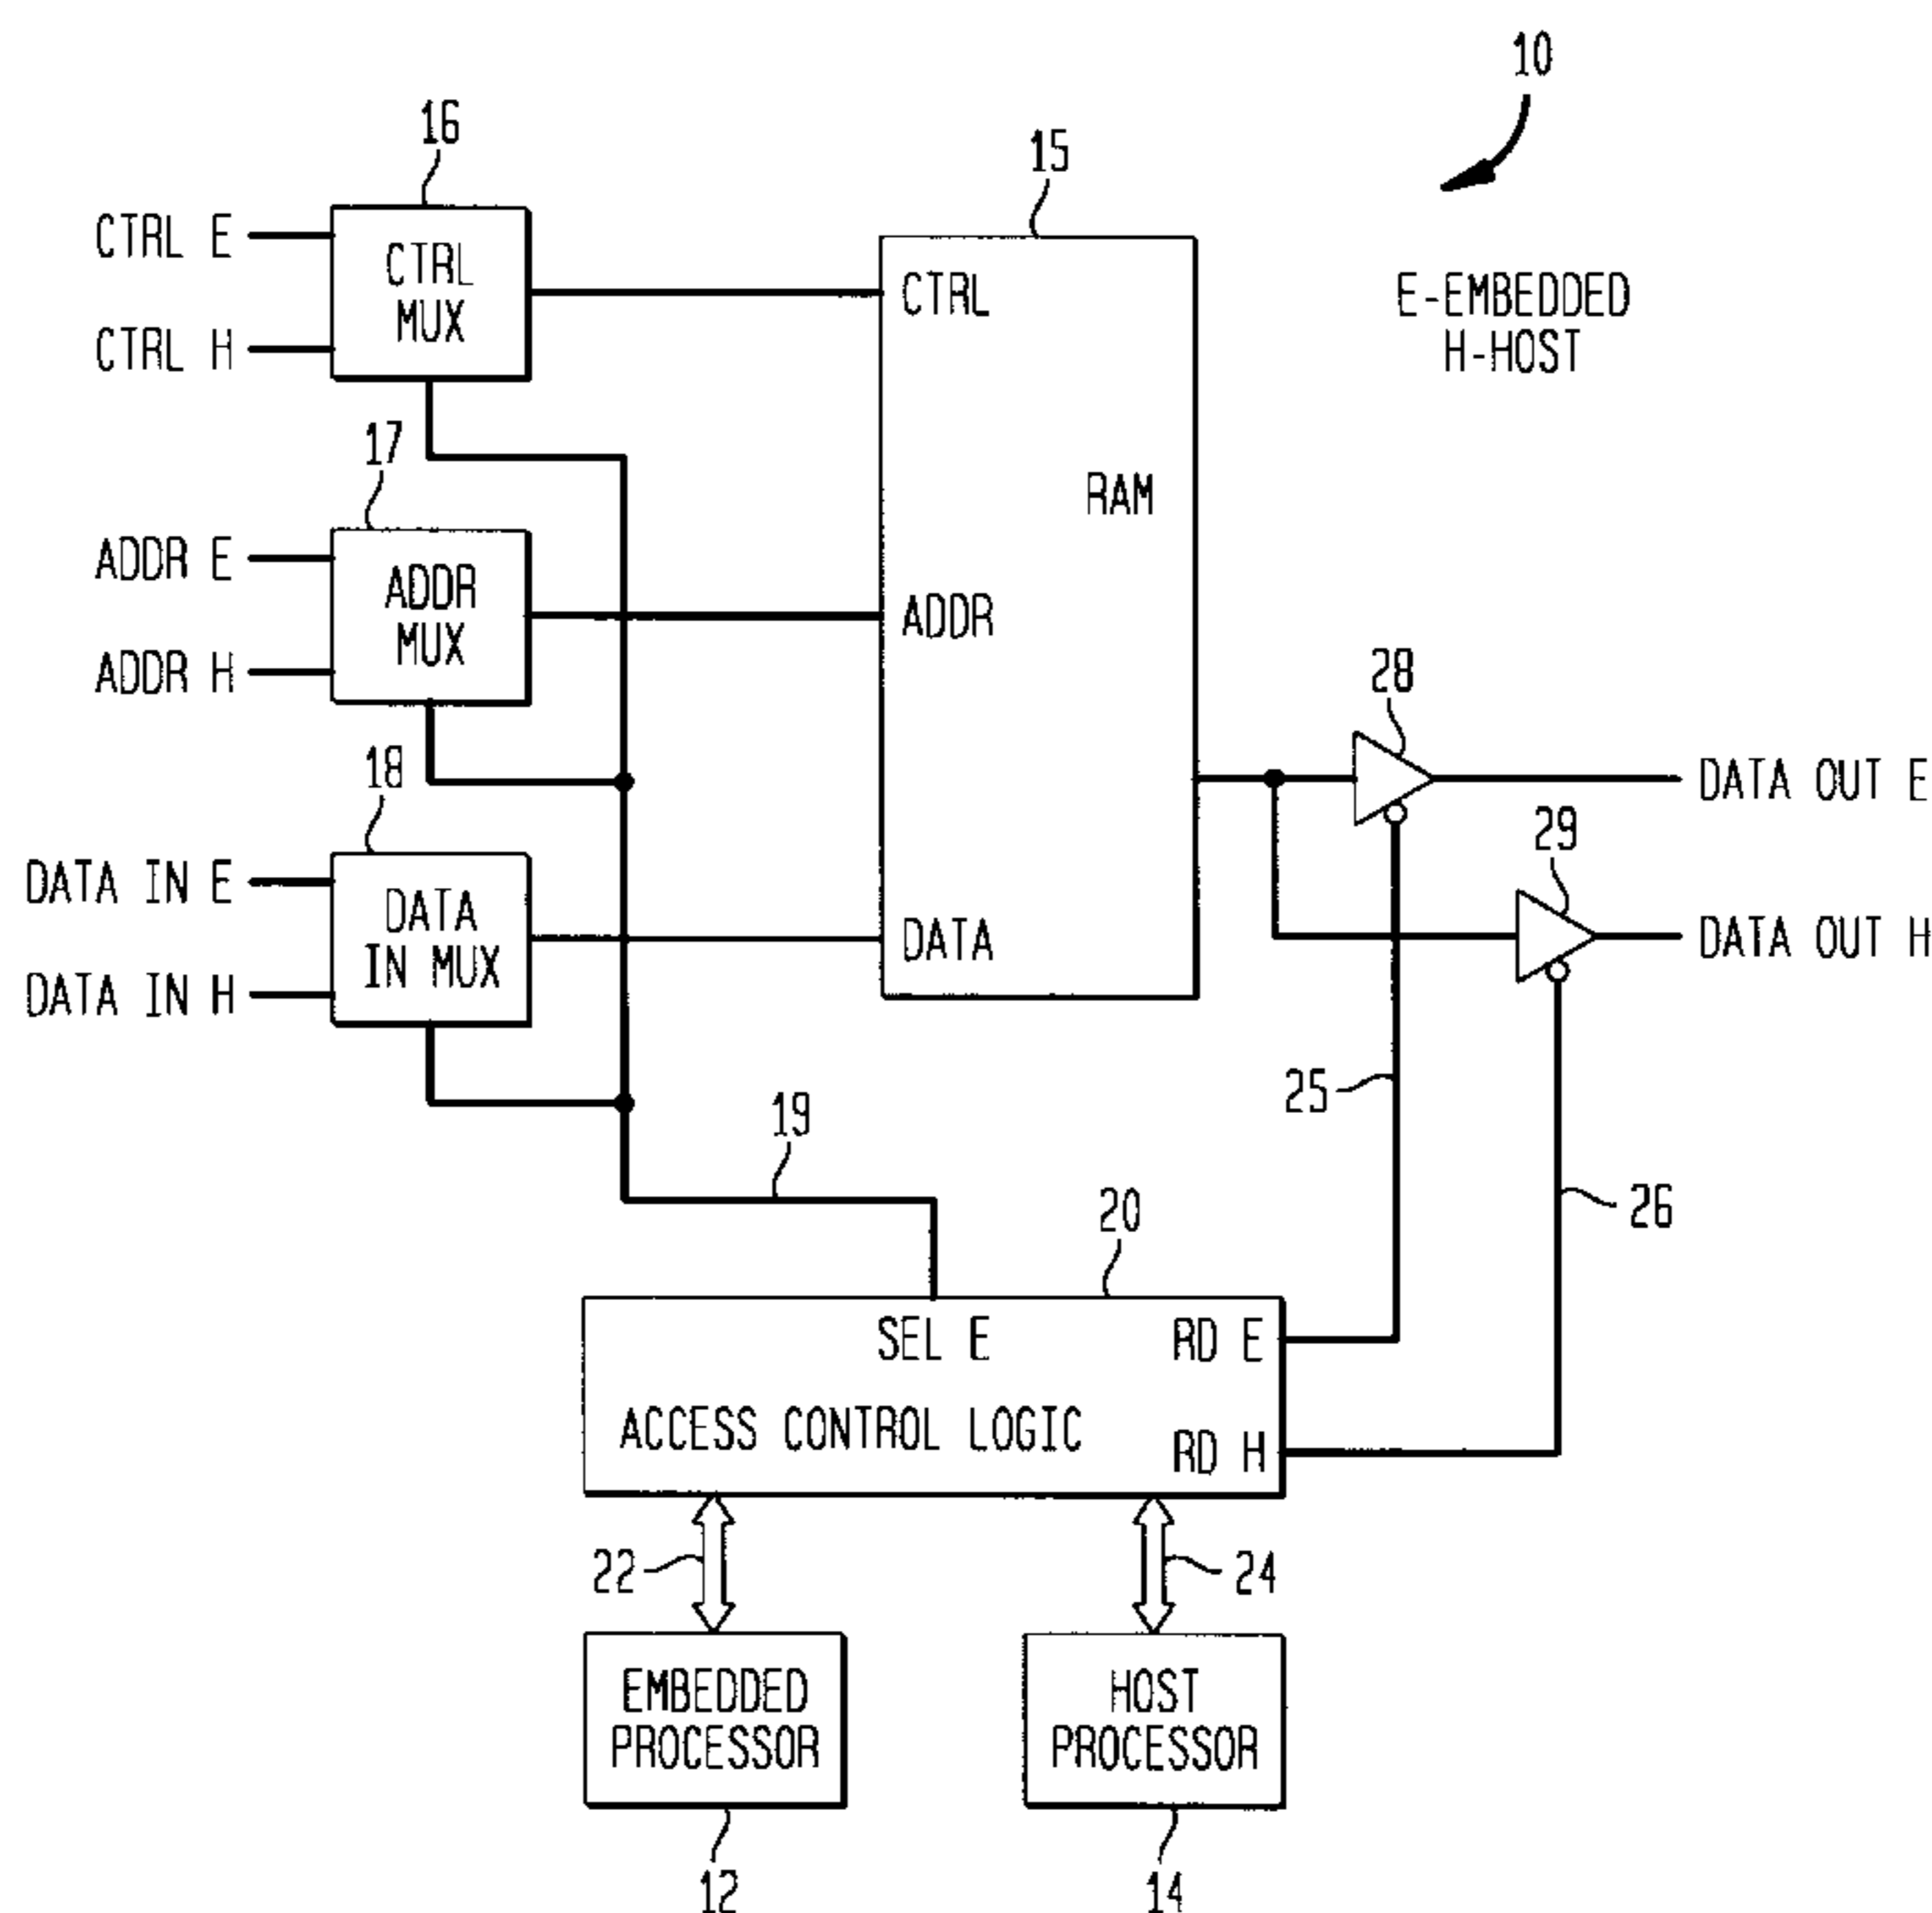 10
16
15
CTRL E
CTRL H
CTRL
MUX
CTRL
E-EMBEDDED
H-HOST
17
RAM
ADDR E
ADDR H
ADDR
MUX
ADDR
28
18
DATA OUT E
29
DATA IN E
DATA IN H
DATA
IN MUX
DATA
DATA OUT H
25
19
20
26
SEL E
RD E
ACCESS CONTROL LOGIC
RD H
22
24
EMBEDDED
PROCESSOR
HOST
PROCESSOR
12
14